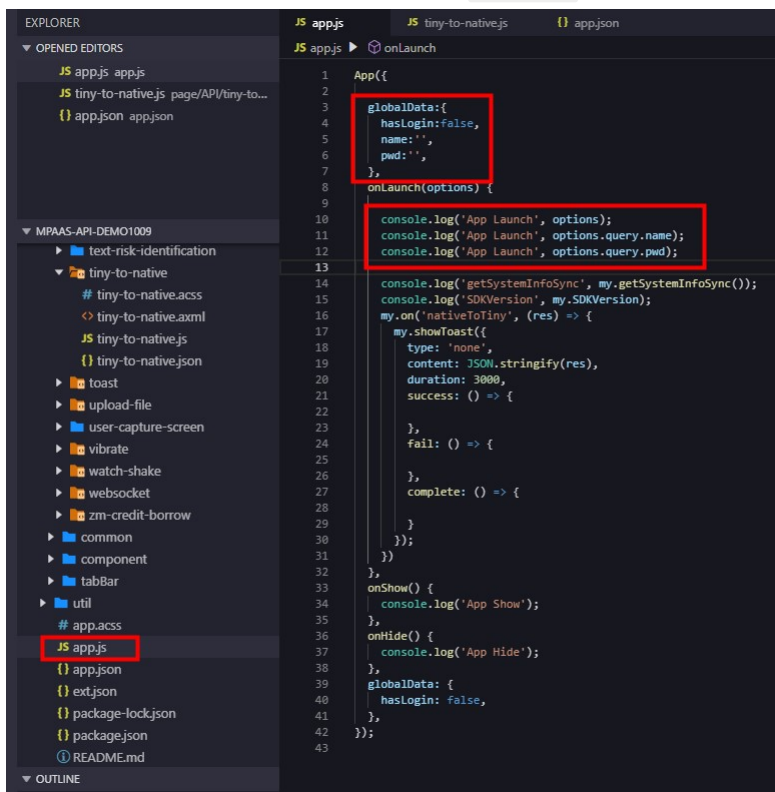 EXPLORER
OPENED EDITORS
JS app.js app.js
JS tiny-to-native.js page/API/tiny-to...
{} app.json app.json
MPAAS-API-DEMO1009
text-risk-identification
tiny-to-native
# tiny-to-native.acss
<> tiny-to-native.axml
JS tiny-to-native.js
{} tiny-to-native.json
toast
upload-file
user-capture-screen
vibrate
watch-shake
websocket
zm-credit-borrow
common
component
tabBar
util
# app.acss
JS app.js
{} app.json
{} ext.json
{} package-lock.json
{} package.json
README.md
OUTLINE
JS app.js JS tiny-to-native.js {} app.json
JS app.js onLaunch
1 App({
2
3 globalData:{
4 hasLogin:false,
5 name:'',
6 pwd:'',
7 },
8 onLaunch(options) {
9
10 console.log('App Launch', options);
11 console.log('App Launch', options.query.name);
12 console.log('App Launch', options.query.pwd);
13
14 console.log('getSystemInfoSync', my.getSystemInfoSync());
15 console.log('SDKVersion', my.SDKVersion);
16 my.on('nativeToTiny', (res) => {
17 my.showToast({
18 type: 'none',
19 content: JSON.stringify(res),
20 duration: 3000,
21 success: () => {
22
23 },
24 fail: () => {
25
26 },
27 complete: () => {
28
29 }
30 });
31 })
32 },
33 onShow() {
34 console.log('App Show');
35 },
36 onHide() {
37 console.log('App Hide');
38 },
39 globalData: {
40 hasLogin: false,
41 },
42 });
43